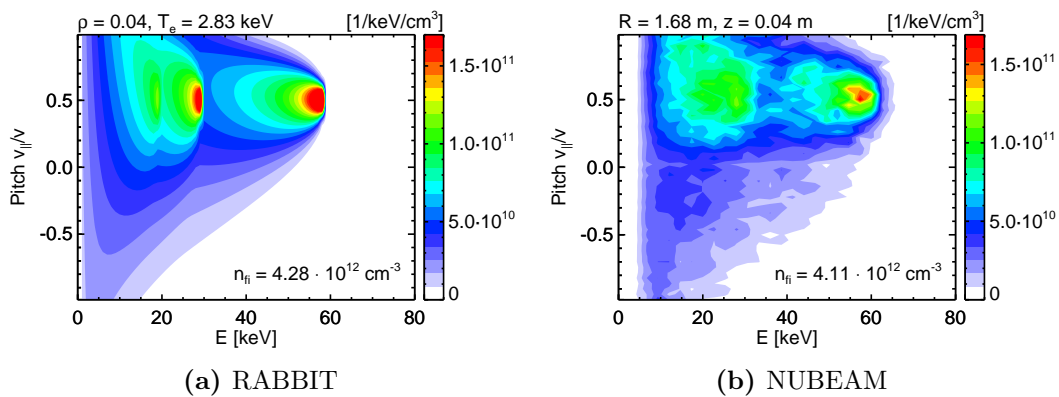 ρ = 0.04, T_e = 2.83 keV [1/keV/cm³]
R = 1.68 m, z = 0.04 m [1/keV/cm³]
Pitch v_||/v
0.5
0.0
-0.5
0 20 40 60 80
E [keV]
n_fi = 4.28 · 10¹² cm⁻³
1.5·10¹¹
1.0·10¹¹
5.0·10¹⁰
0
Pitch v_||/v
0.5
0.0
-0.5
0 20 40 60 80
E [keV]
n_fi = 4.11 · 10¹² cm⁻³
1.5·10¹¹
1.0·10¹¹
5.0·10¹⁰
0
(a) RABBIT
(b) NUBEAM